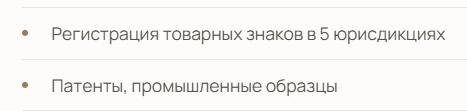 Регистрация товарных знаков в 5 юрисдикциях
Патенты, промышленные образцы